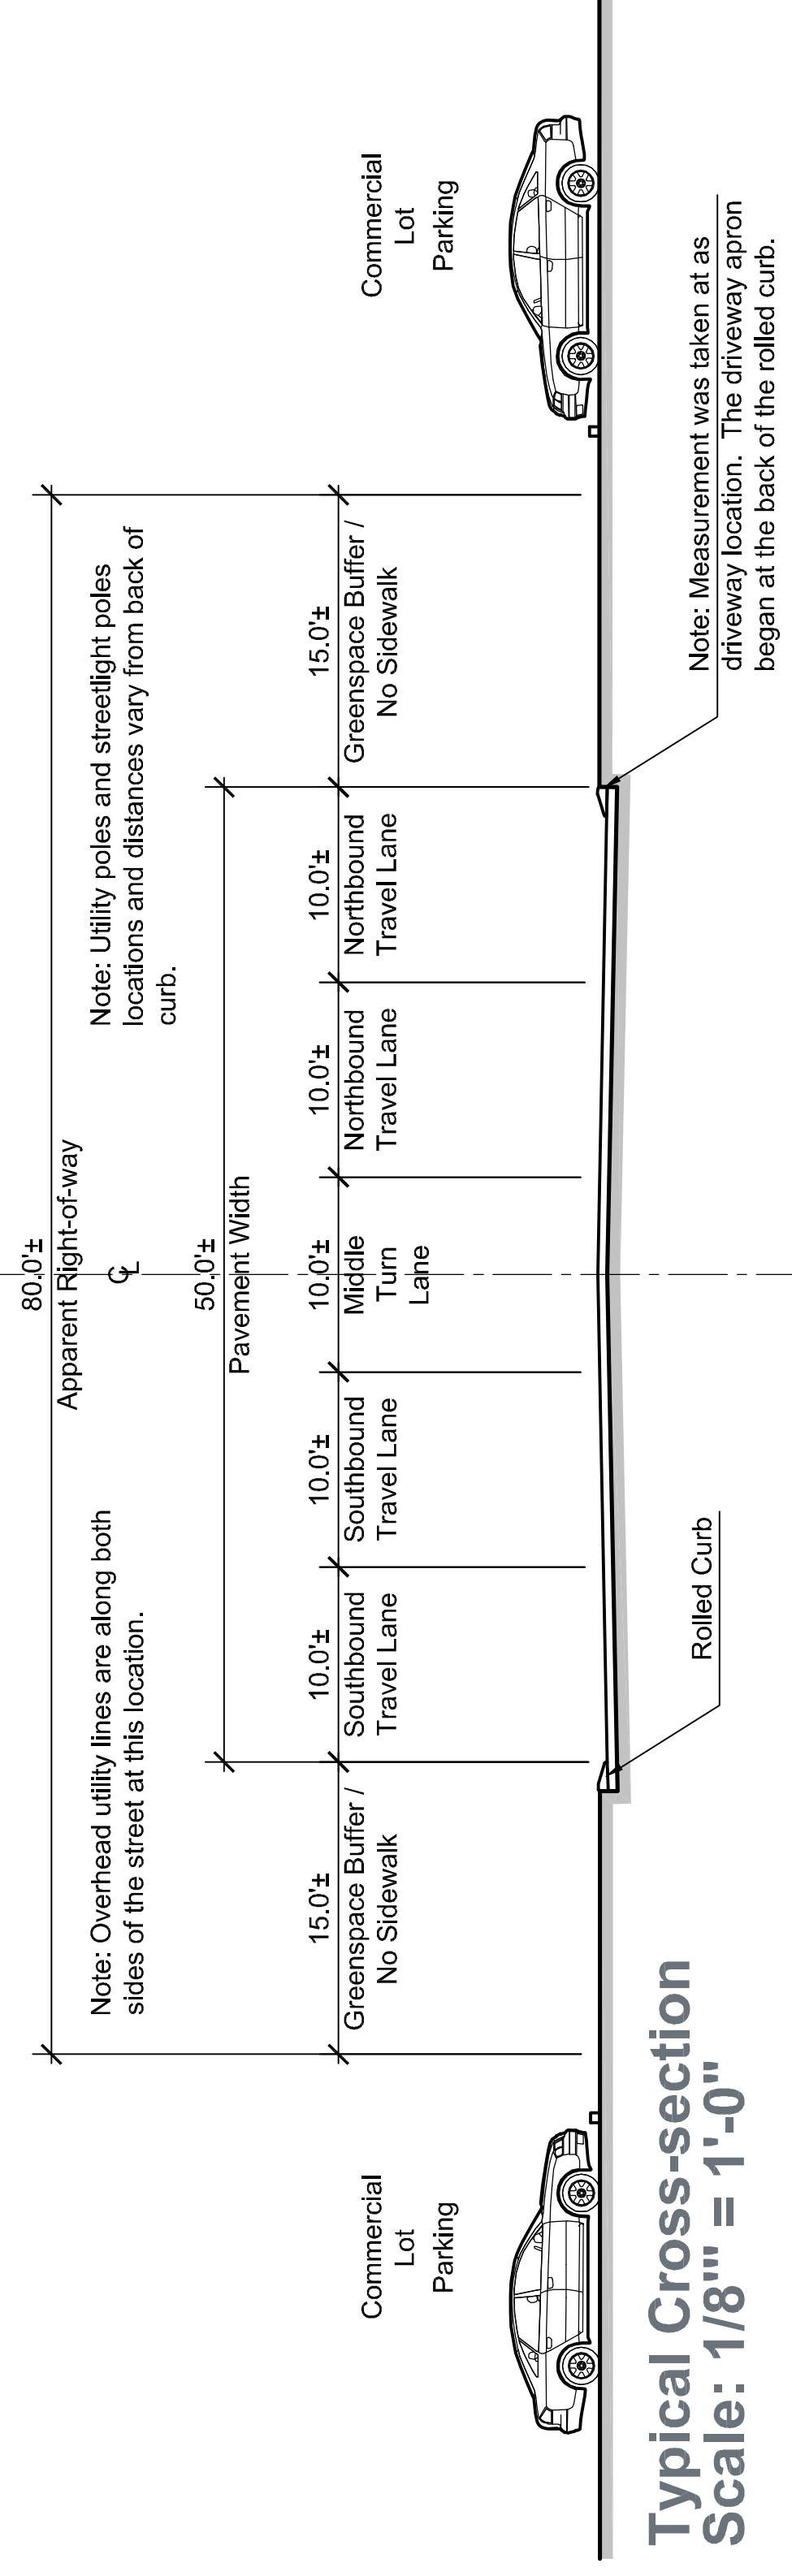 80.0'±
Apparent Right-of-way
Note: Overhead utility lines are along both
sides of the street at this location.
CL
Note: Utility poles and streetlight poles
locations and distances vary from back of
curb.
50.0'±
Pavement Width
15.0'±
Greenspace Buffer /
No Sidewalk
10.0'±
Southbound
Travel Lane
10.0'±
Southbound
Travel Lane
10.0'±
Middle
Turn
Lane
10.0'±
Northbound
Travel Lane
10.0'±
Northbound
Travel Lane
15.0'±
Greenspace Buffer /
No Sidewalk
Commercial
Lot
Parking
Commercial
Lot
Parking
Rolled Curb
Note: Measurement was taken at as
driveway location. The driveway apron
began at the back of the rolled curb.
Typical Cross-section
Scale: 1/8"' = 1'-0"